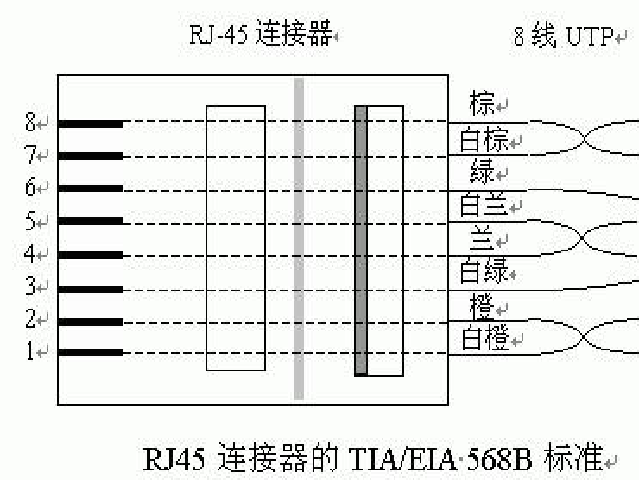 RJ-45 连接器
8 线 UTP
8 棕
7 白棕
6 绿
5 白兰
4 兰
3 白绿
2 橙
1 白橙
RJ45 连接器的 TIA/EIA·568B 标准